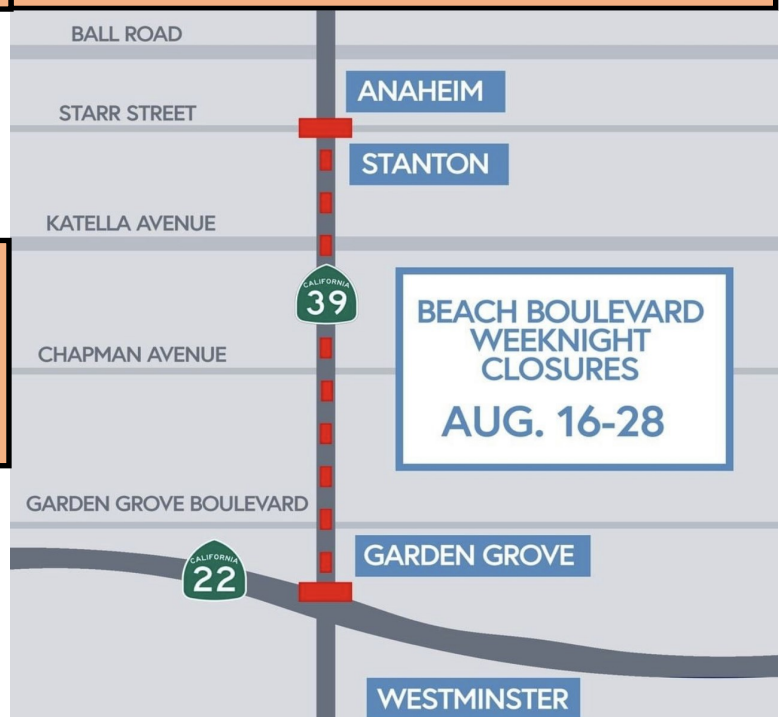 BALL ROAD
ANAHEIM
STARR STREET
STANTON
KATELLA AVENUE
CALIFORNIA
39
BEACH BOULEVARD
WEEKNIGHT
CLOSURES
AUG. 16-28
CHAPMAN AVENUE
GARDEN GROVE BOULEVARD
GARDEN GROVE
CALIFORNIA
22
WESTMINSTER